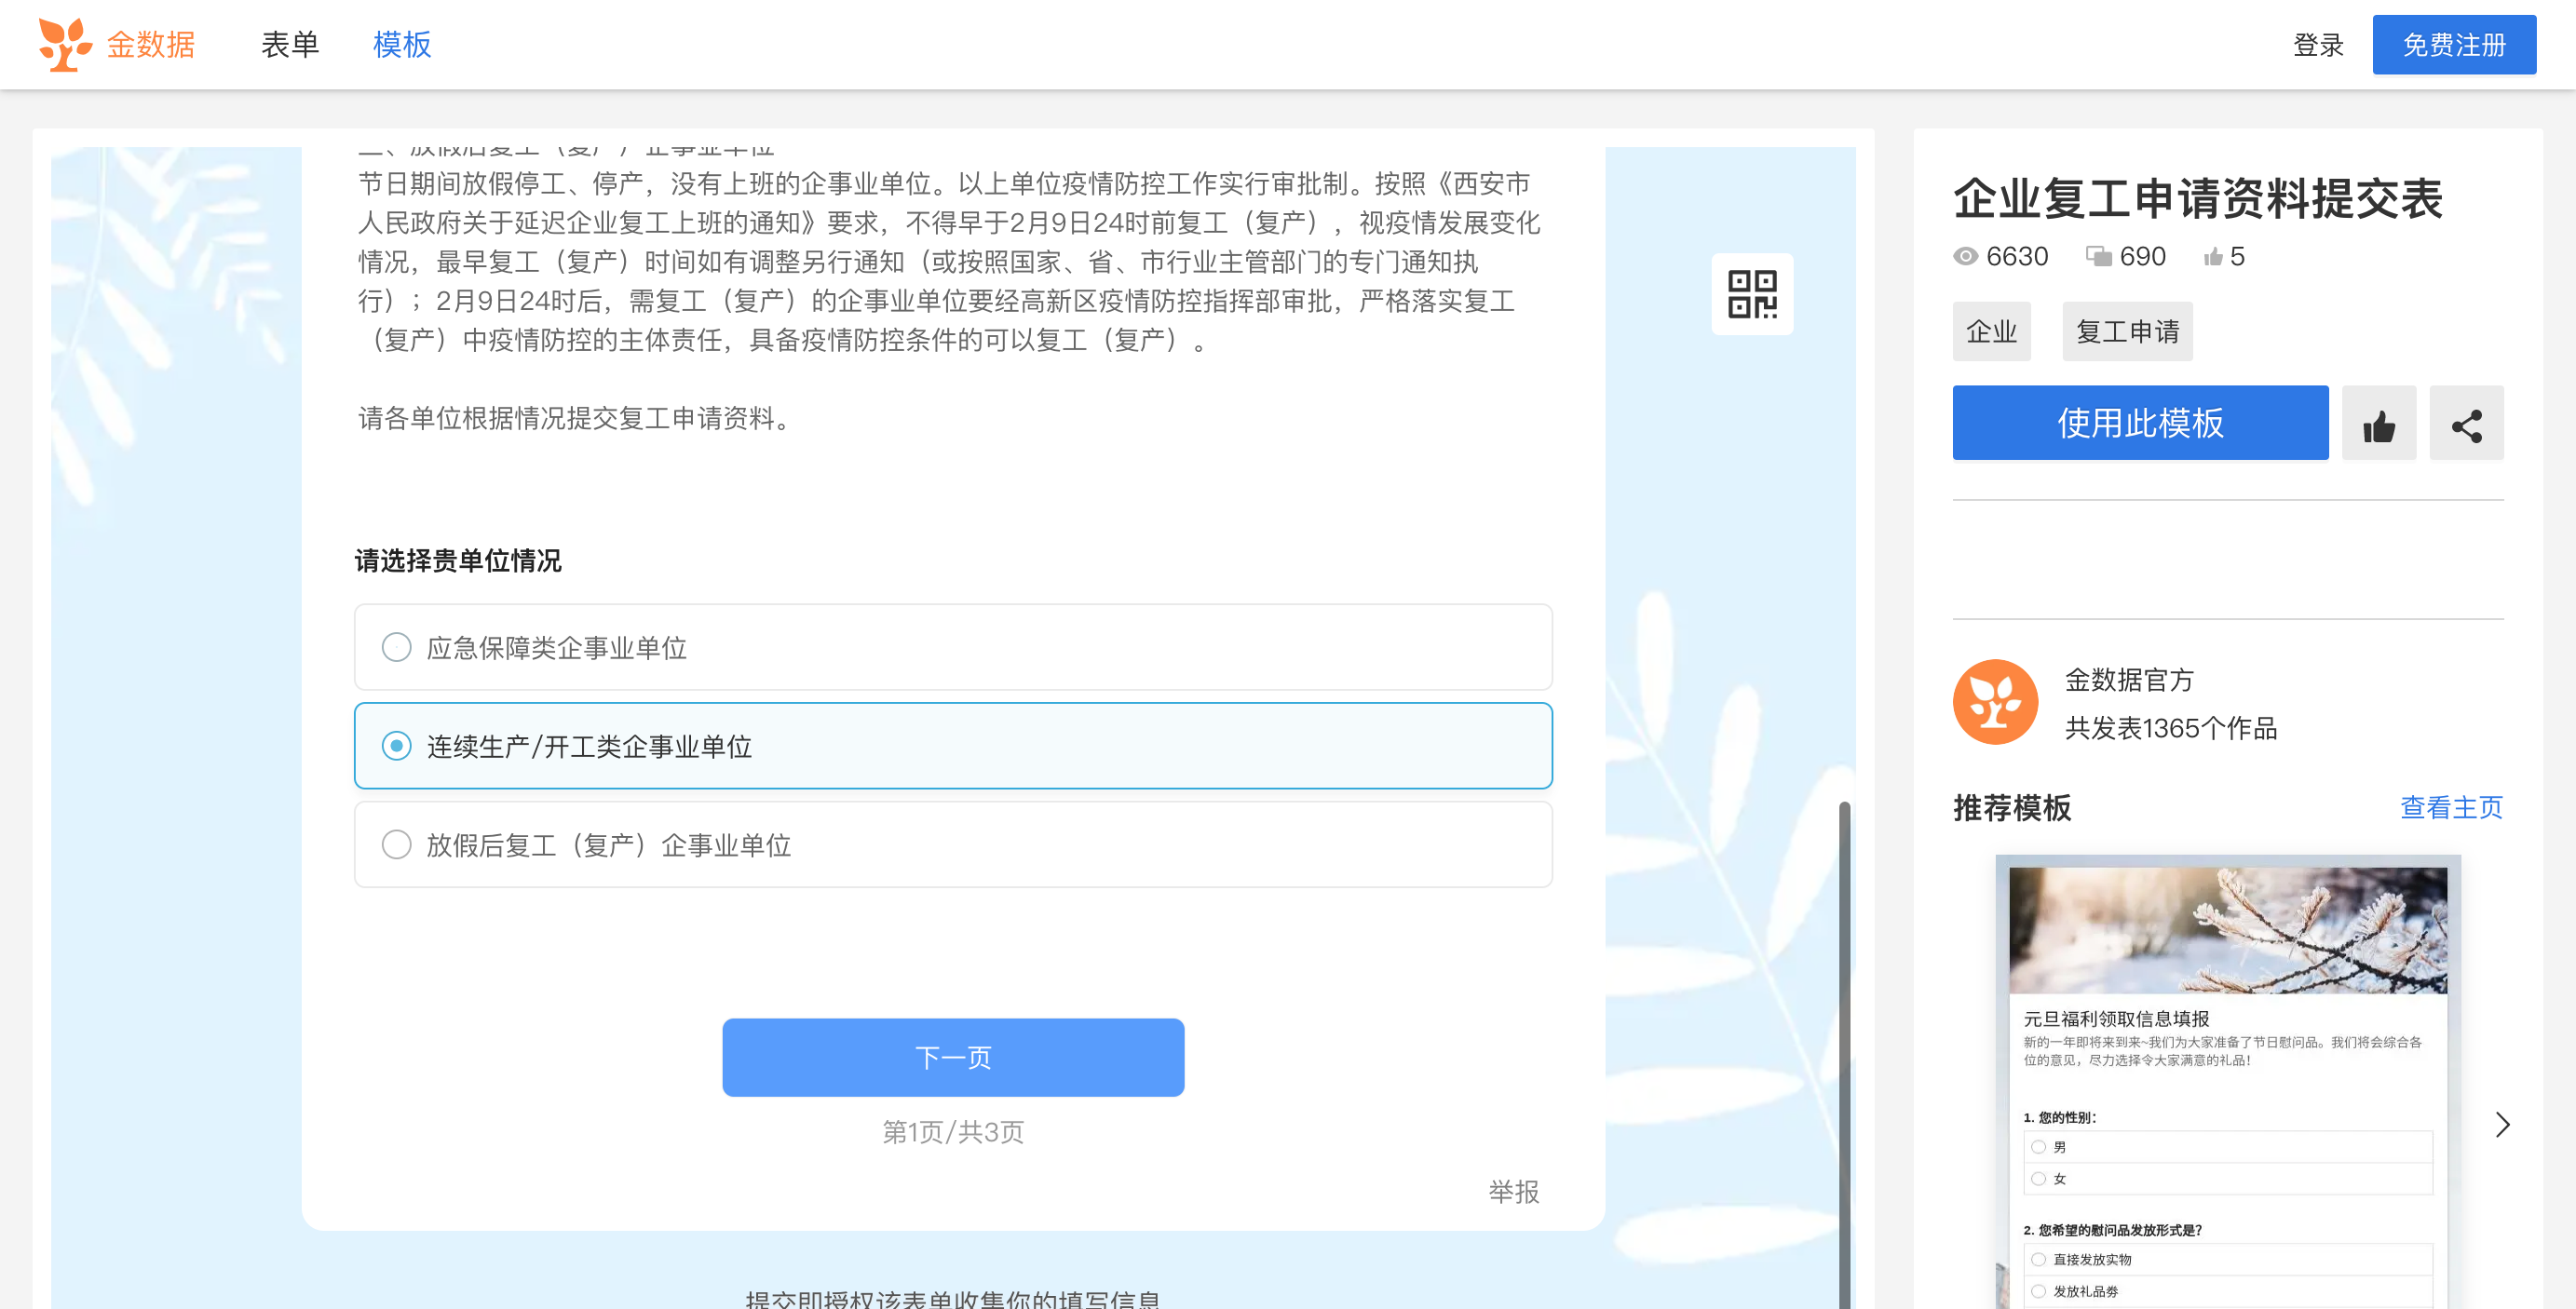 金数据
表单
模板
登录
免费注册
三、放假后复工（复产）企事业单位
节日期间放假停工、停产，没有上班的企事业单位。以上单位疫情防控工作实行审批制。按照《西安市
人民政府关于延迟企业复工上班的通知》要求，不得早于2月9日24时前复工（复产），视疫情发展变化
情况，最早复工（复产）时间如有调整另行通知（或按照国家、省、市行业主管部门的专门通知执
行）；2月9日24时后，需复工（复产）的企事业单位要经高新区疫情防控指挥部审批，严格落实复工
（复产）中疫情防控的主体责任，具备疫情防控条件的可以复工（复产）。
请各单位根据情况提交复工申请资料。
请选择贵单位情况
应急保障类企事业单位
连续生产/开工类企事业单位
放假后复工（复产）企事业单位
下一页
第1页/共3页
举报
提交即授权该表单收集你的填写信息
企业复工申请资料提交表
6630
690
5
企业
复工申请
使用此模板
金数据官方
共发表1365个作品
推荐模板
查看主页
元旦福利领取信息填报
新的一年即将来到来~我们为大家准备了节日慰问品。我们将会综合各
位的意见，尽力选择令大家满意的礼品！
1. 您的性别：
男
女
2. 您希望的慰问品发放形式是？
直接发放实物
发放礼品券